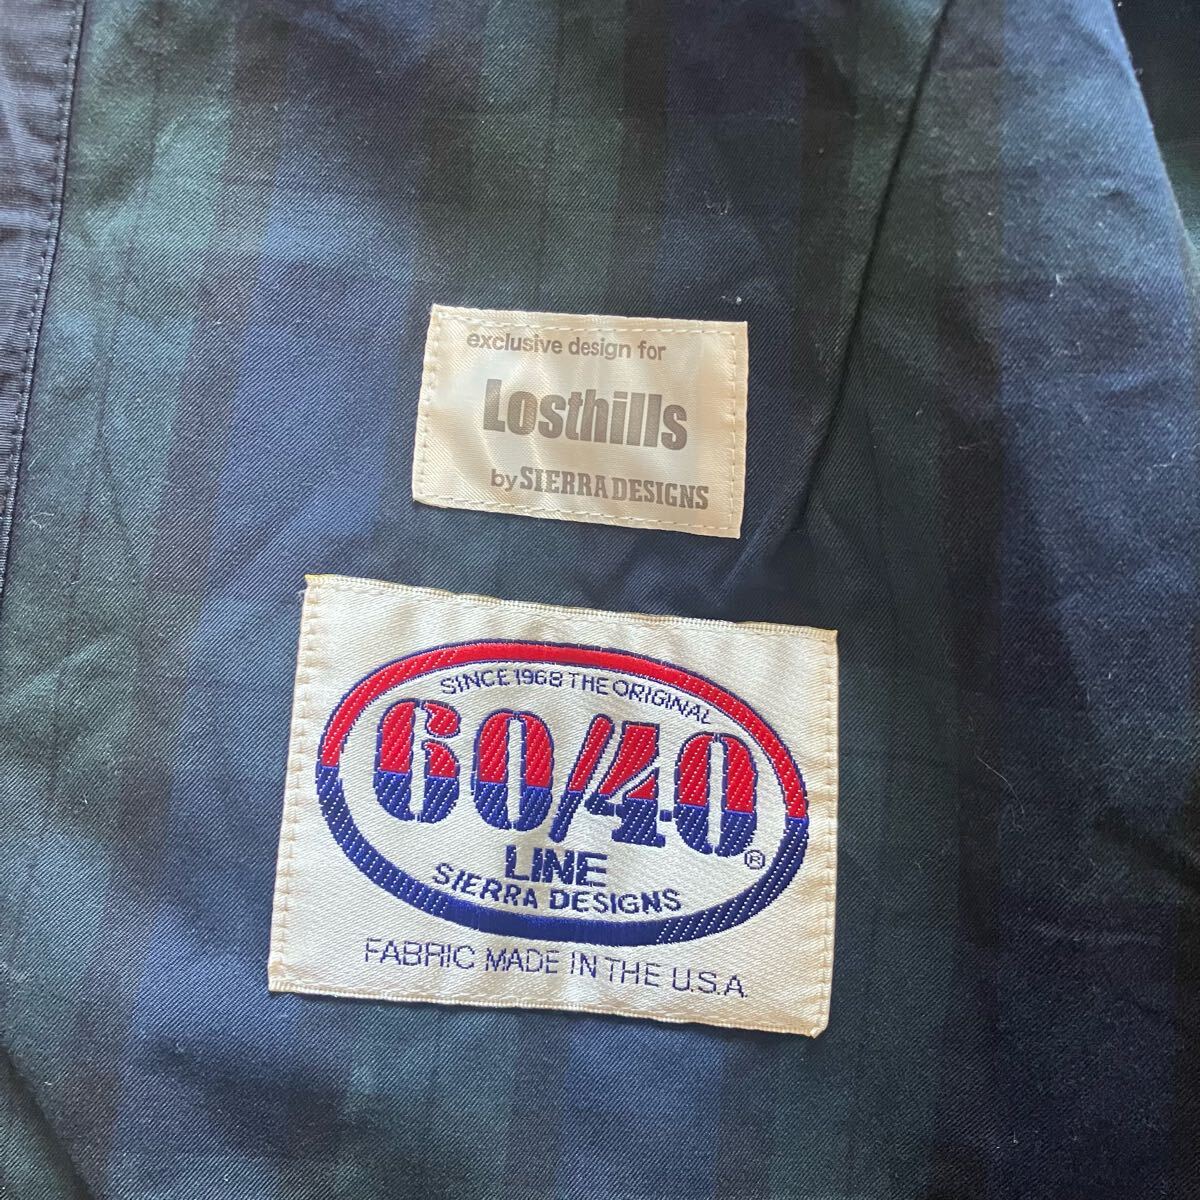 exclusive design for
Losthills
by SIERRA DESIGNS
SINCE 1968 THE ORIGINAL
60/40®
LINE
SIERRA DESIGNS
FABRIC MADE IN THE U.S.A.